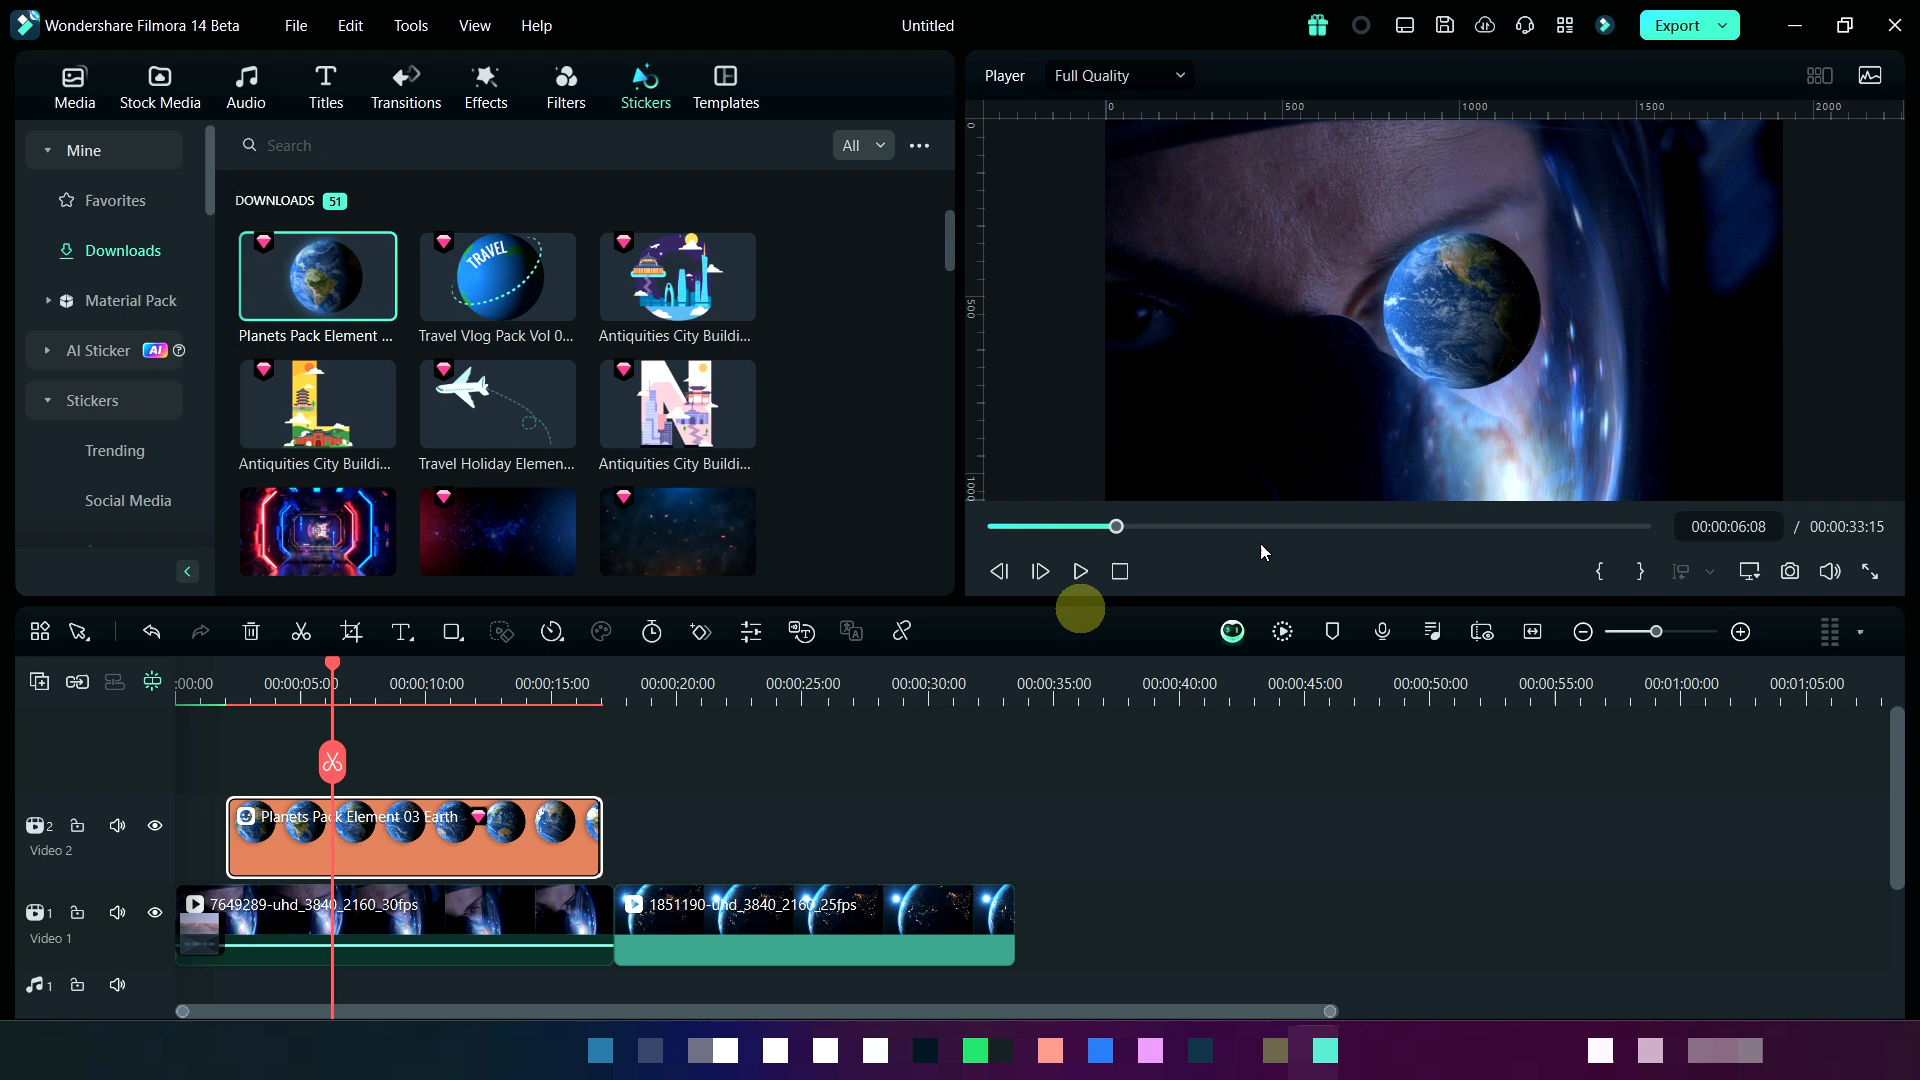 Wondershare Filmora 14 Beta
File
Edit
Tools
View
Help
Untitled
Export
Media
Stock Media
Audio
Titles
Transitions
Effects
Filters
Stickers
Templates
Player
Full Quality
Mine
Favorites
Downloads
Material Pack
AI Sticker AI
Stickers
Trending
Social Media
Search
All
DOWNLOADS 51
TRAVEL
Planets Pack Element ...
Travel Vlog Pack Vol 0...
Antiquities City Buildi...
Antiquities City Buildi...
Travel Holiday Elemen...
Antiquities City Buildi...
0
500
1000
1500
2000
0
500
1000
00:00:06:08 / 00:00:33:15
:00:00
00:00:05:00
00:00:10:00
00:00:15:00
00:00:20:00
00:00:25:00
00:00:30:00
00:00:35:00
00:00:40:00
00:00:45:00
00:00:50:00
00:00:55:00
00:01:00:00
00:01:05:00
2
Video 2
Planets Pack Element 03 Earth
1
Video 1
7649289-uhd_3840_2160_30fps
1851190-uhd_3840_2160_25fps
1